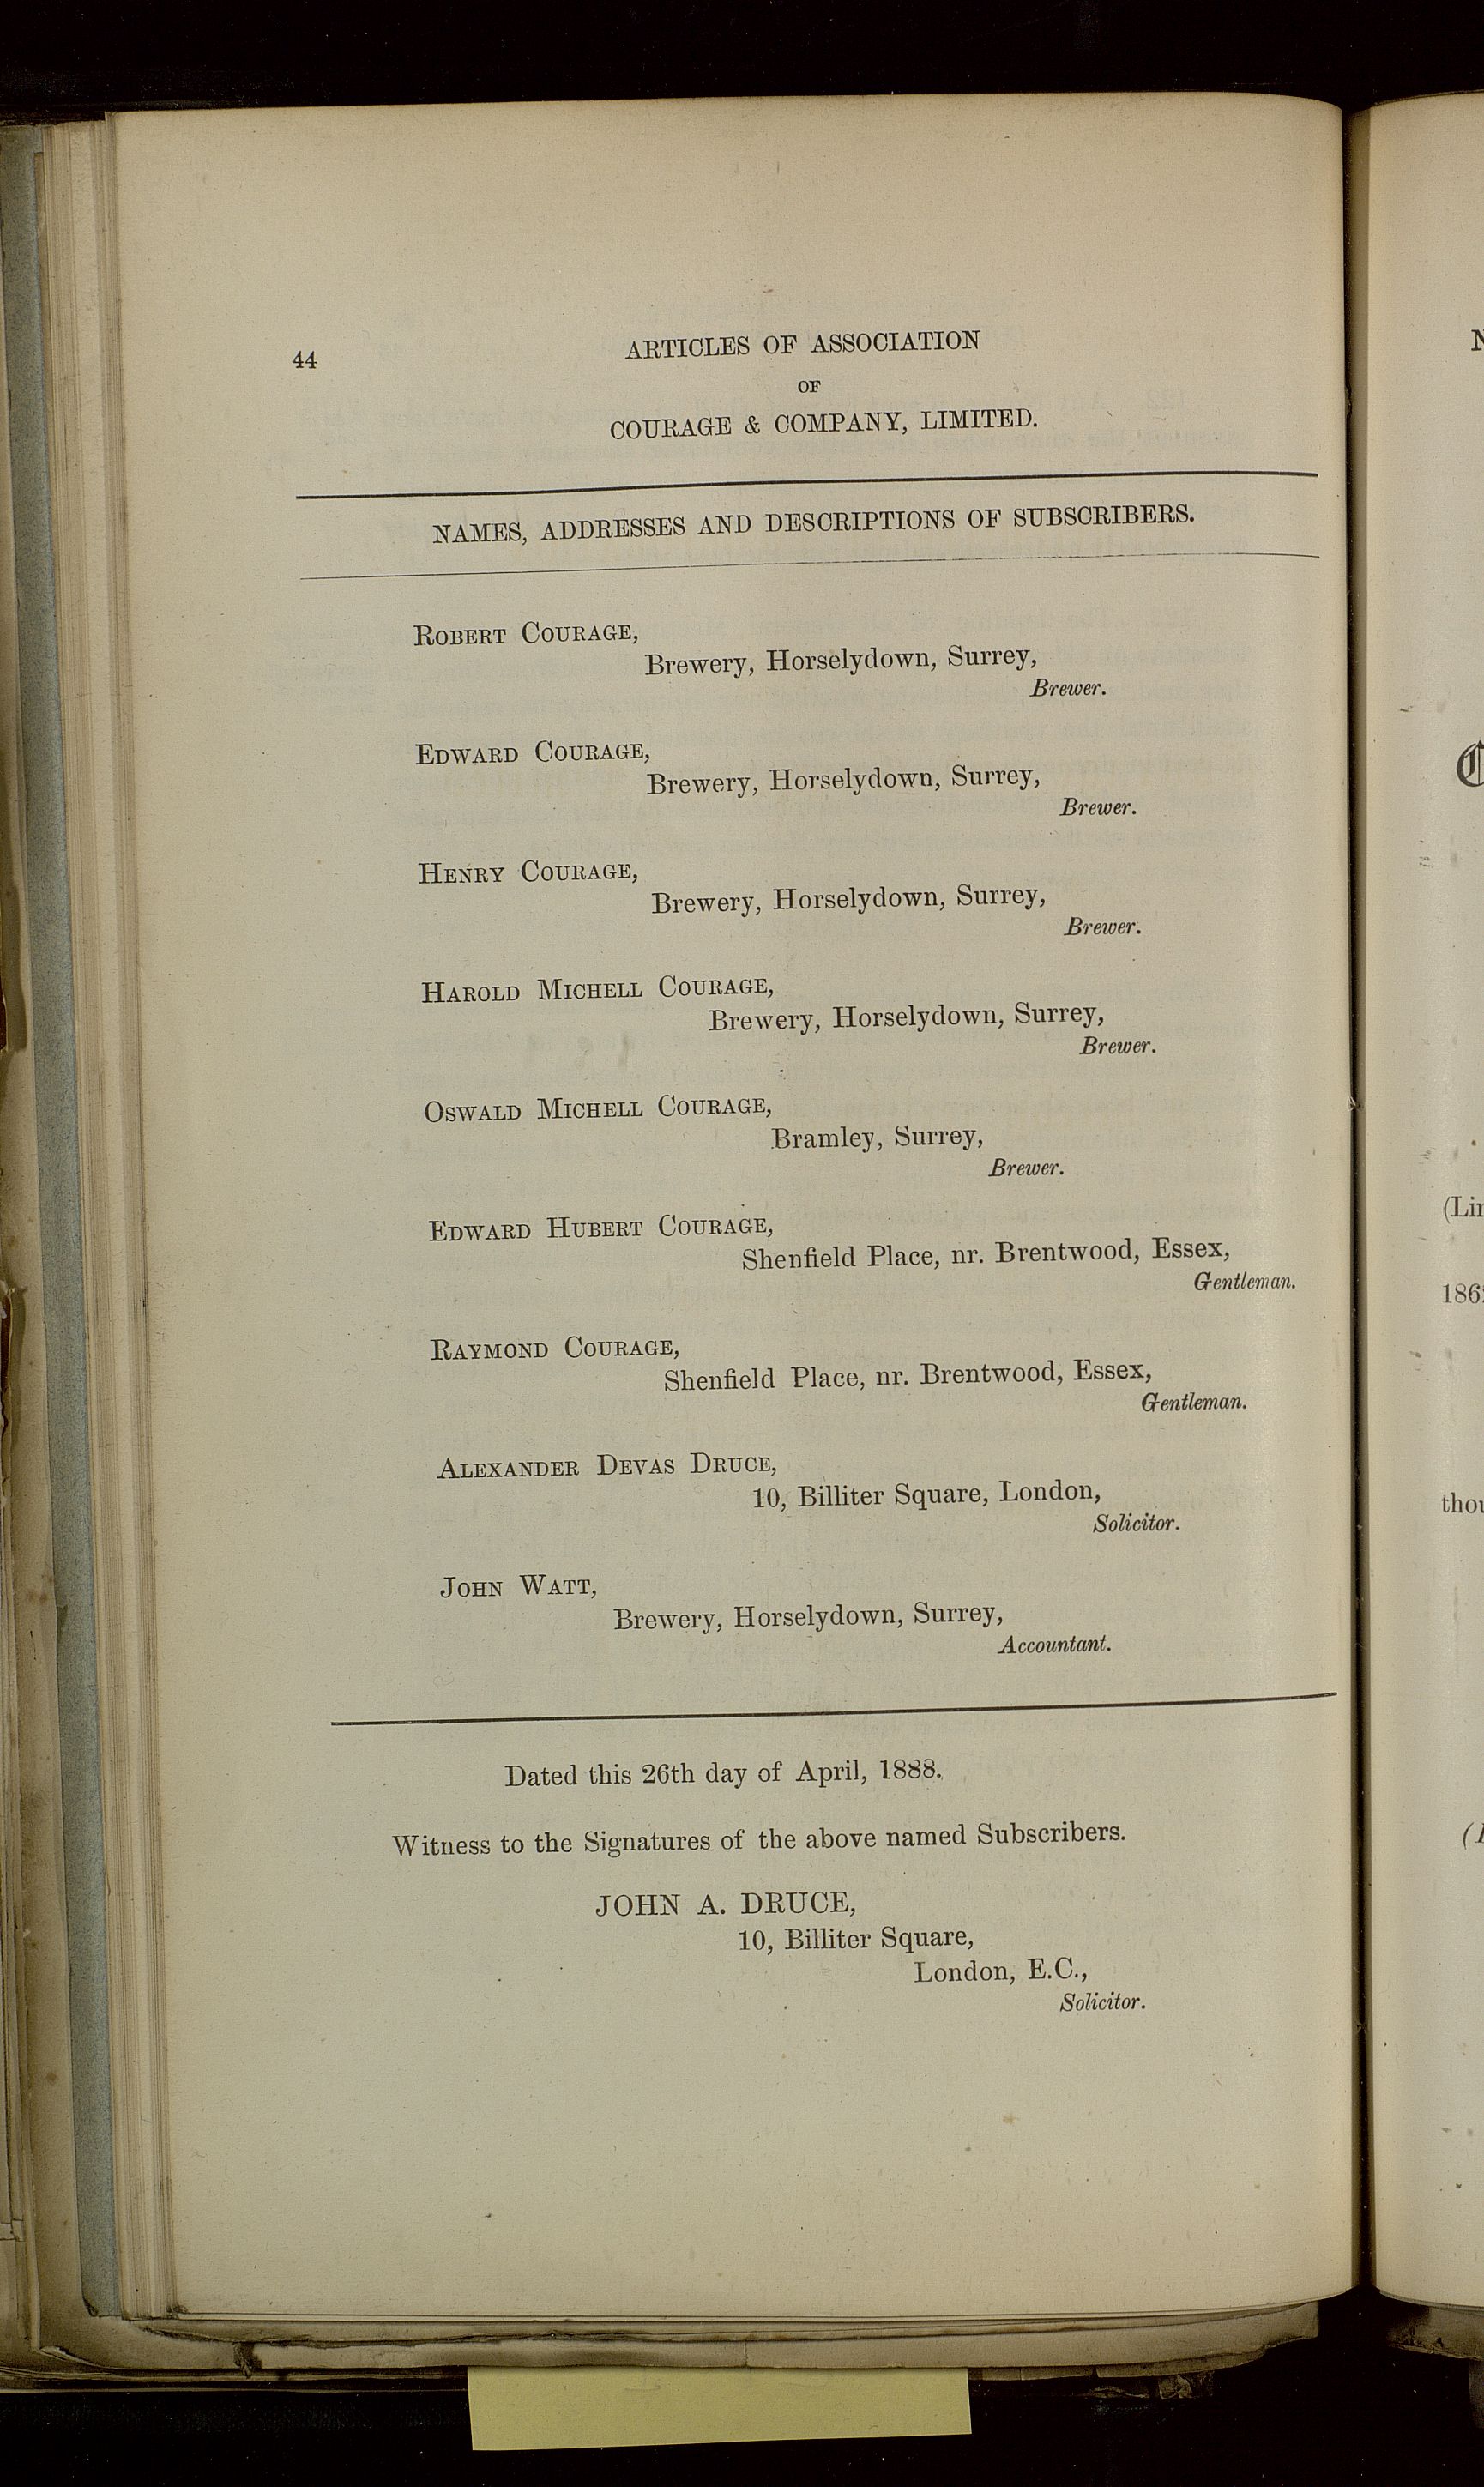 44
ARTICLES OF ASSOCIATION
OF
COURAGE & COMPANY, LIMITED.
NAMES, ADDRESSES AND DESCRIPTIONS OF SUBSCRIBERS.
ROBERT COURAGE,
Brewery, Horselydown, Surrey,
Brewer.
EDWARD COURAGE,
Brewery, Horselydown, Surrey,
Brewer.
HENRY COURAGE,
Brewery, Horselydown, Surrey,
Brewer.
HAROLD MICHELL COURAGE,
Brewery, Horselydown, Surrey,
Brewer.
OSWALD MICHELL COURAGE,
Bramley, Surrey,
Brewer.
EDWARD HUBERT COURAGE,
Shenfield Place, nr. Brentwood, Essex,
Gentleman.
RAYMOND COURAGE,
Shenfield Place, nr. Brentwood, Essex,
Gentleman.
ALEXANDER DEVAS DRUCE,
10, Billiter Square, London,
Solicitor.
JOHN WATT,
Brewery, Horselydown, Surrey,
Accountant.
Dated this 26th day of April, 1888.
Witness to the Signatures of the above named Subscribers.
JOHN A. DRUCE,
10, Billiter Square,
London, E.C.,
Solicitor.